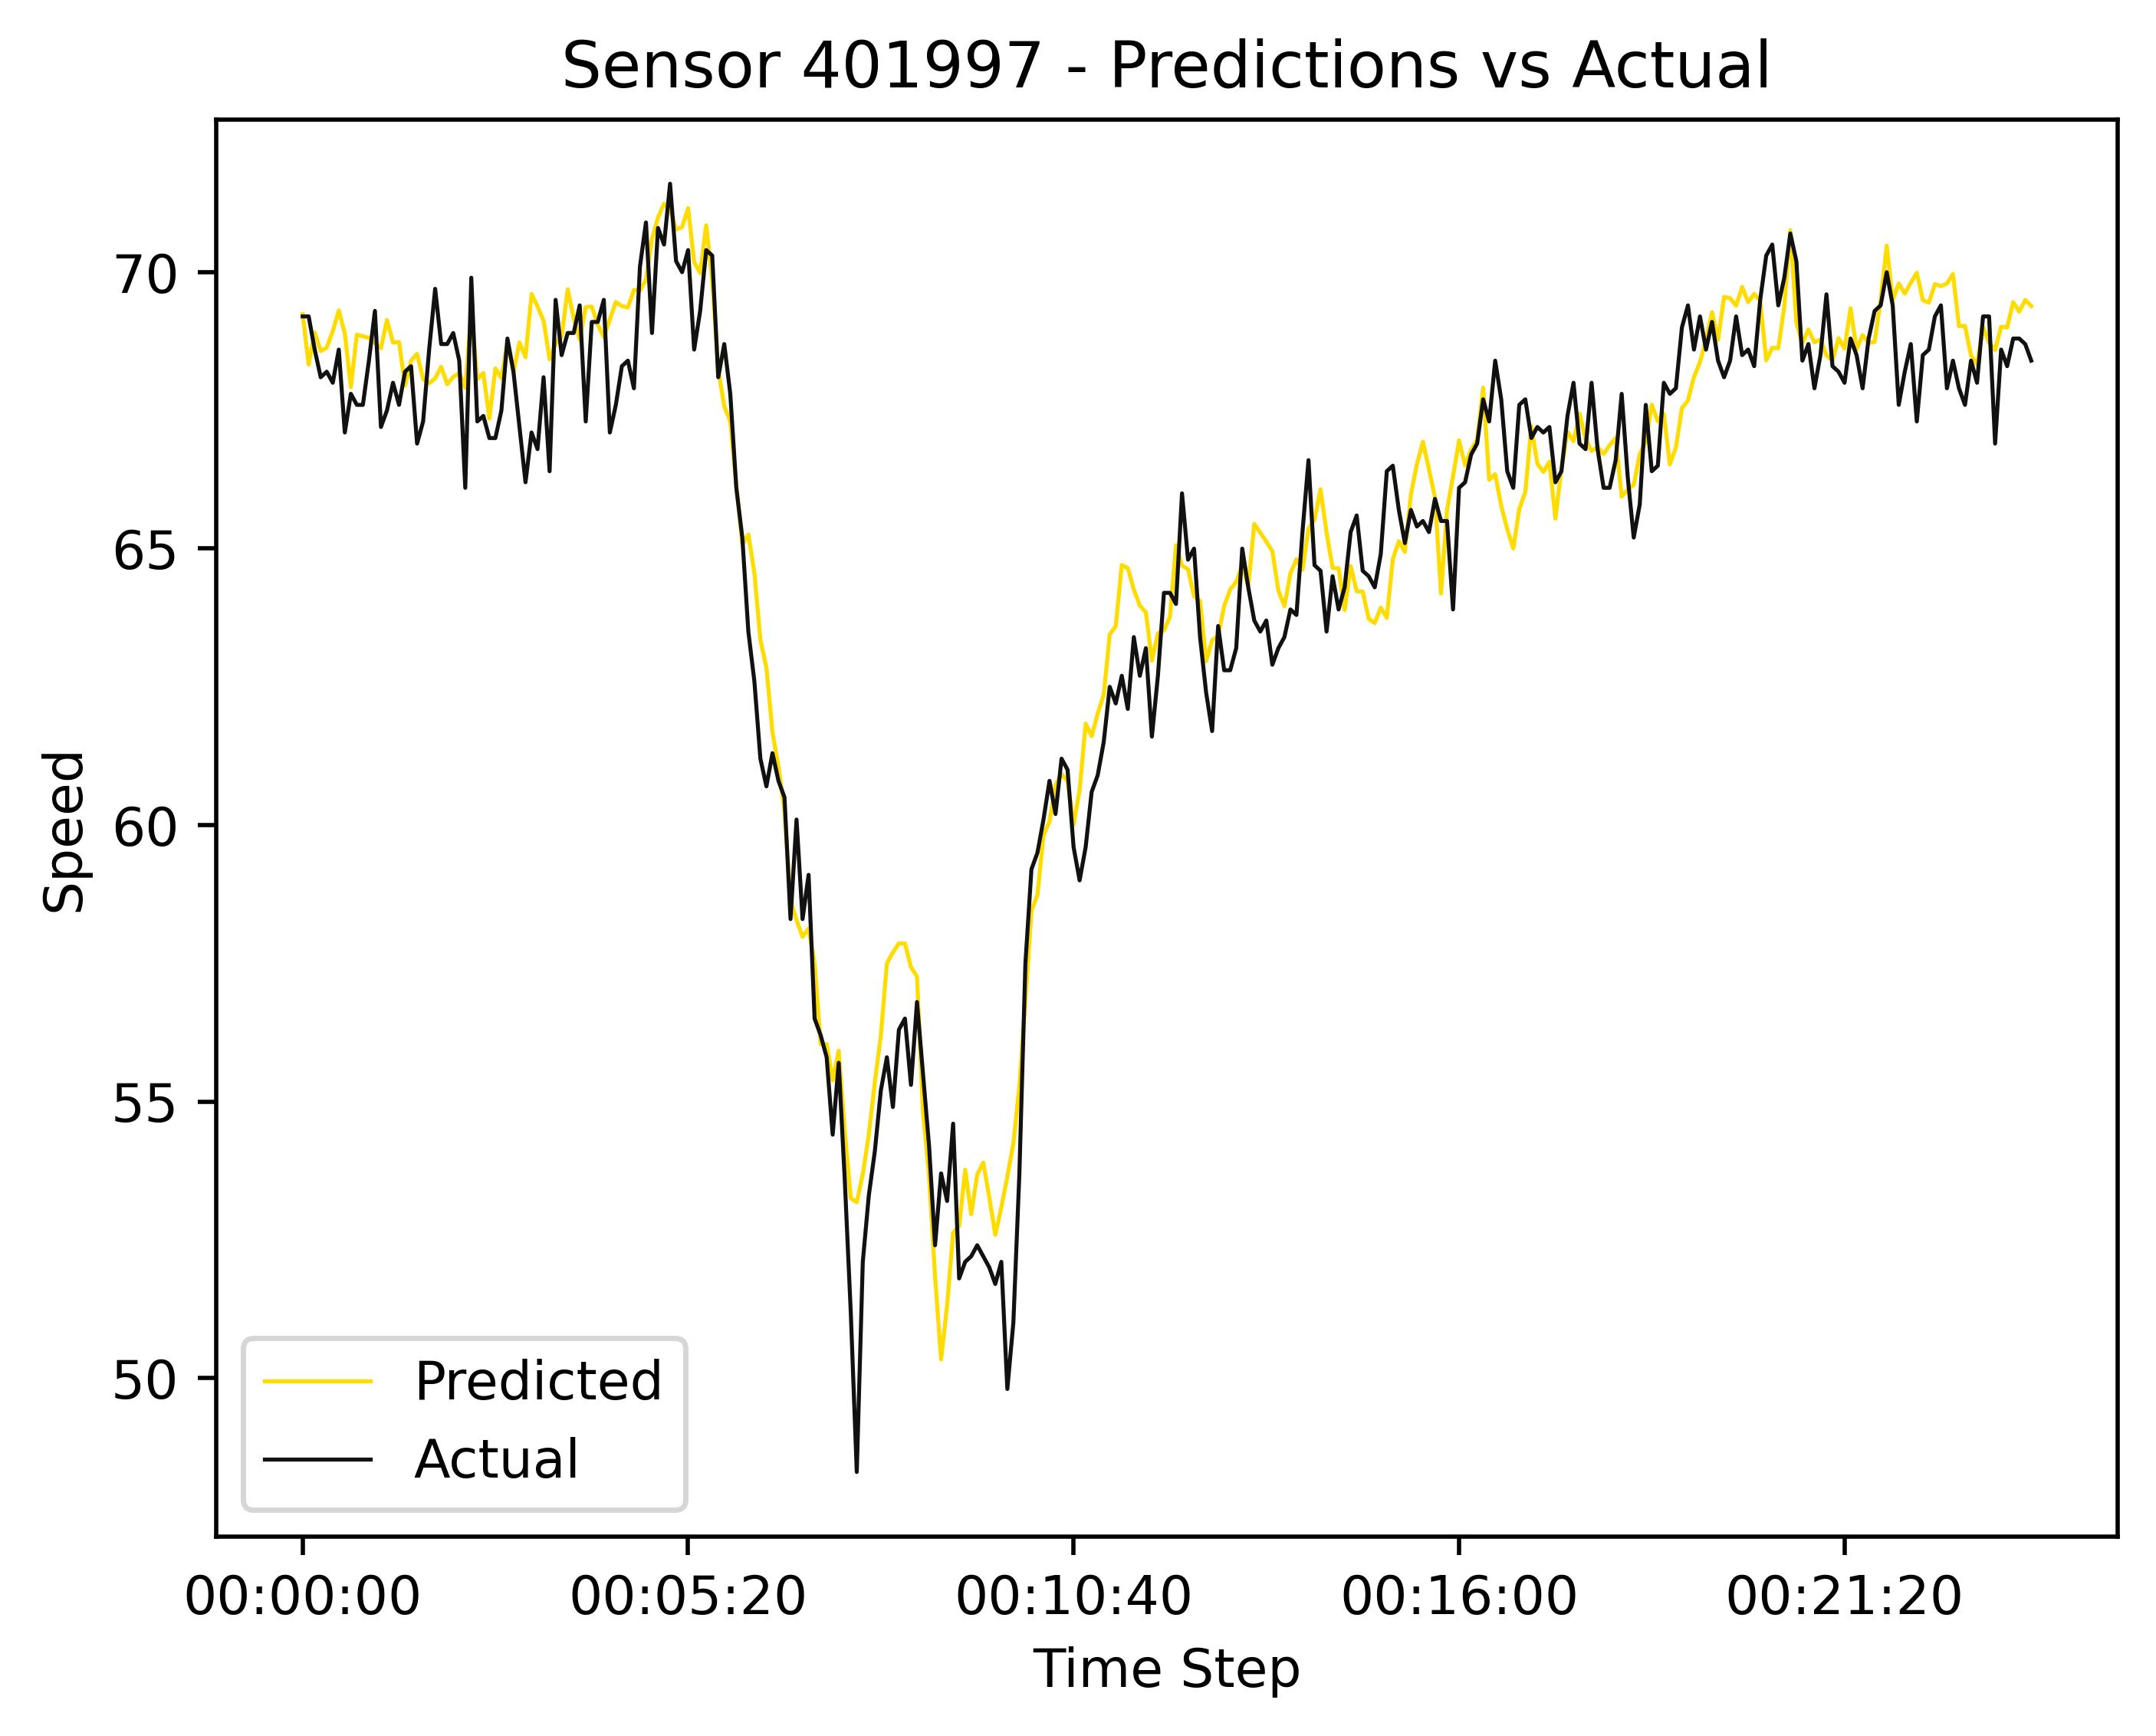 Sensor 401997 - Predictions vs Actual
70
65
60
55
50
Speed
Predicted
Actual
00:00:00 00:05:20 00:10:40 00:16:00 00:21:20
Time Step